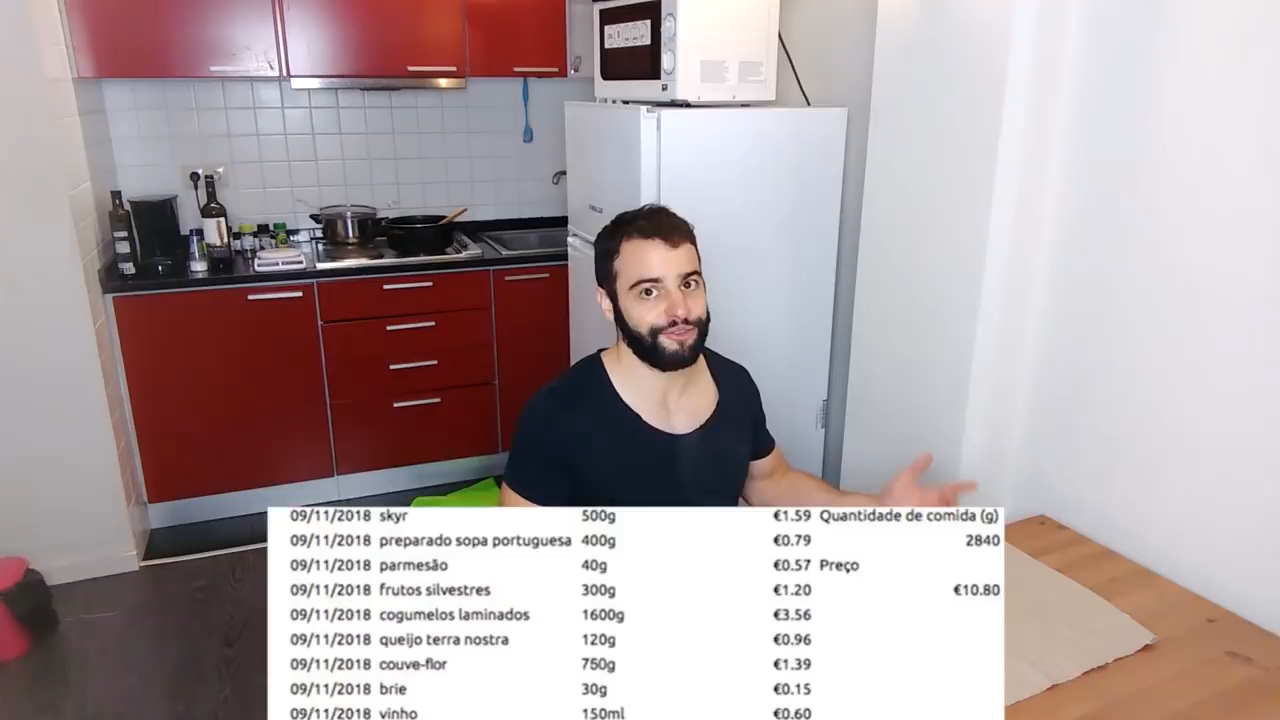 09/11/2018 skyr 500g €1.59 Quantidade de comida (g)
09/11/2018 preparado sopa portuguesa 400g €0.79 2840
09/11/2018 parmesão 40g €0.57 Preço
09/11/2018 frutos silvestres 300g €1.20 €10.80
09/11/2018 cogumelos laminados 1600g €3.56
09/11/2018 queijo terra nostra 120g €0.96
09/11/2018 couve-flor 750g €1.39
09/11/2018 brie 30g €0.15
09/11/2018 vinho 150ml €0.60